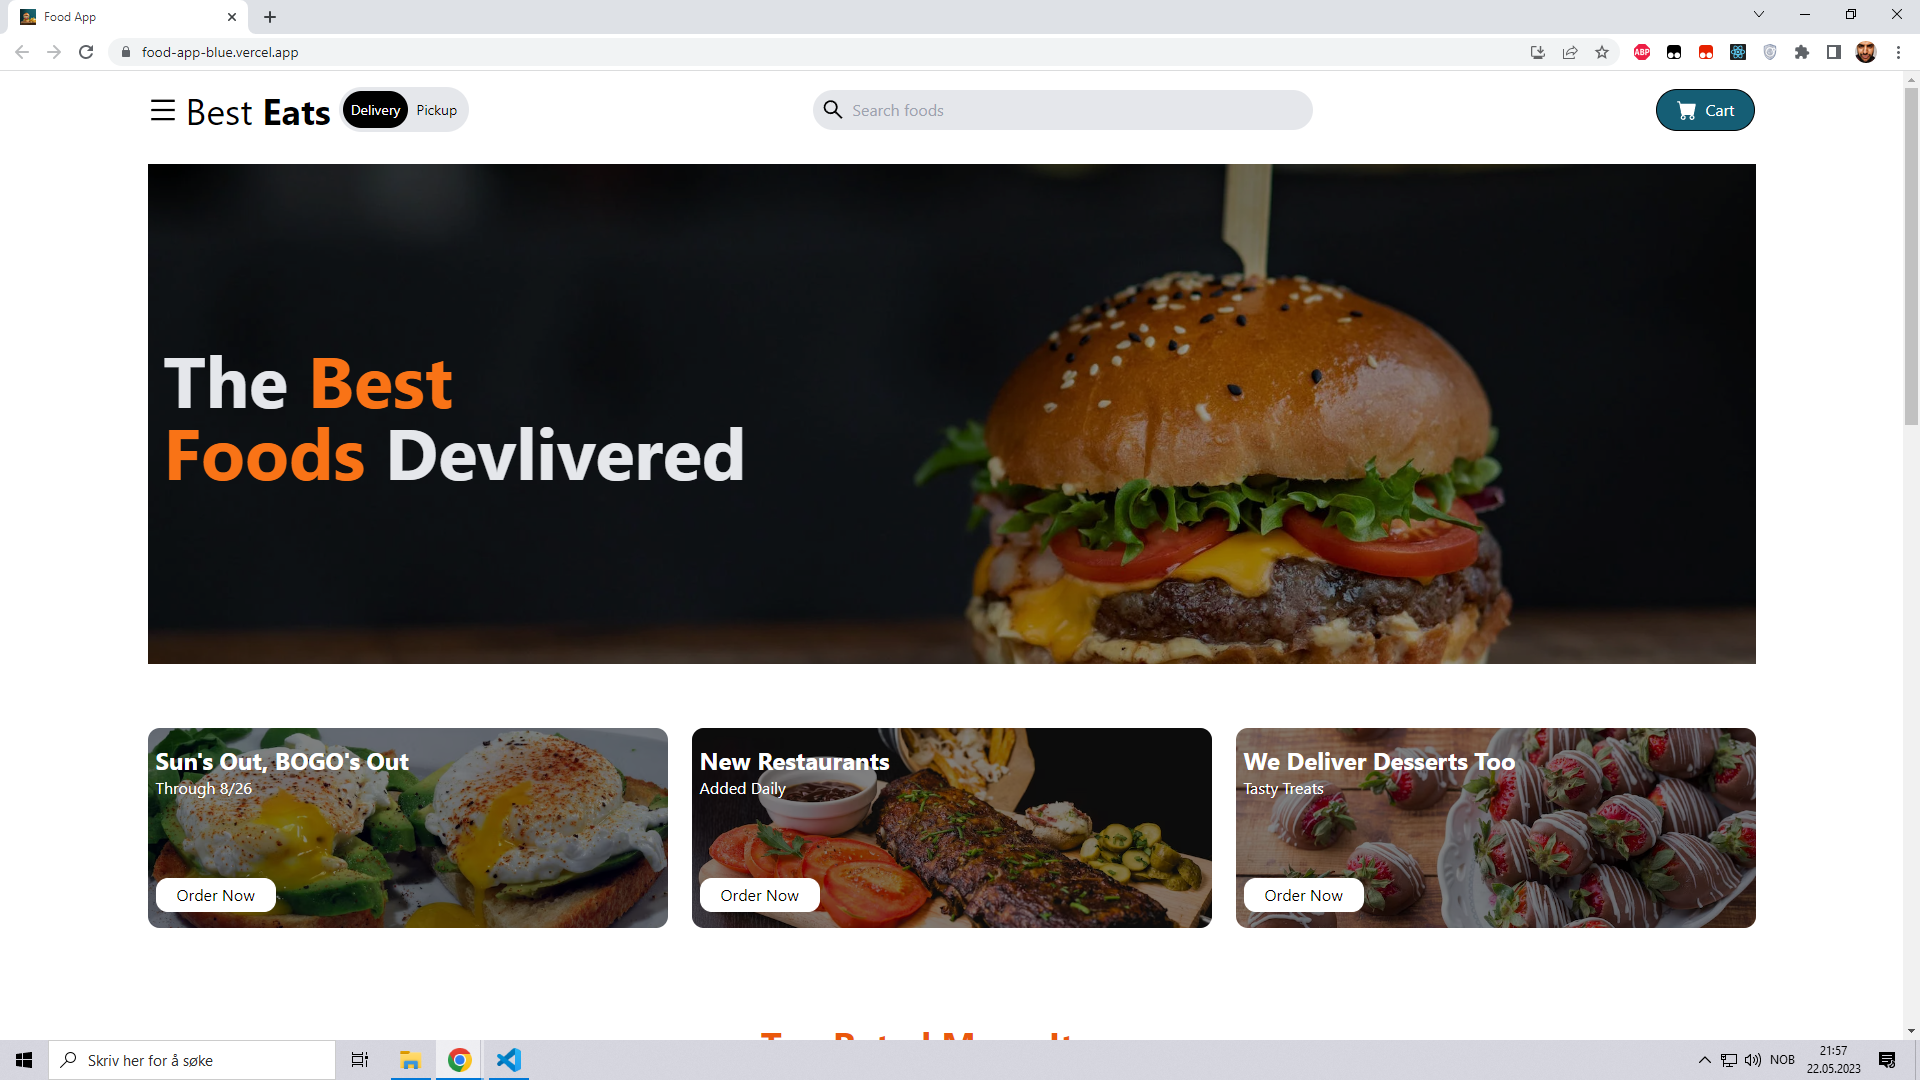 Food App
food-app-blue.vercel.app
ABP
Best Eats
Delivery
Pickup
Search foods
Cart
The Best
Foods Devlivered
Sun's Out, BOGO's Out
Through 8/26
Order Now
New Restaurants
Added Daily
Order Now
We Deliver Desserts Too
Tasty Treats
Order Now
Skriv her for å søke
NOB
21:57
22.05.2023